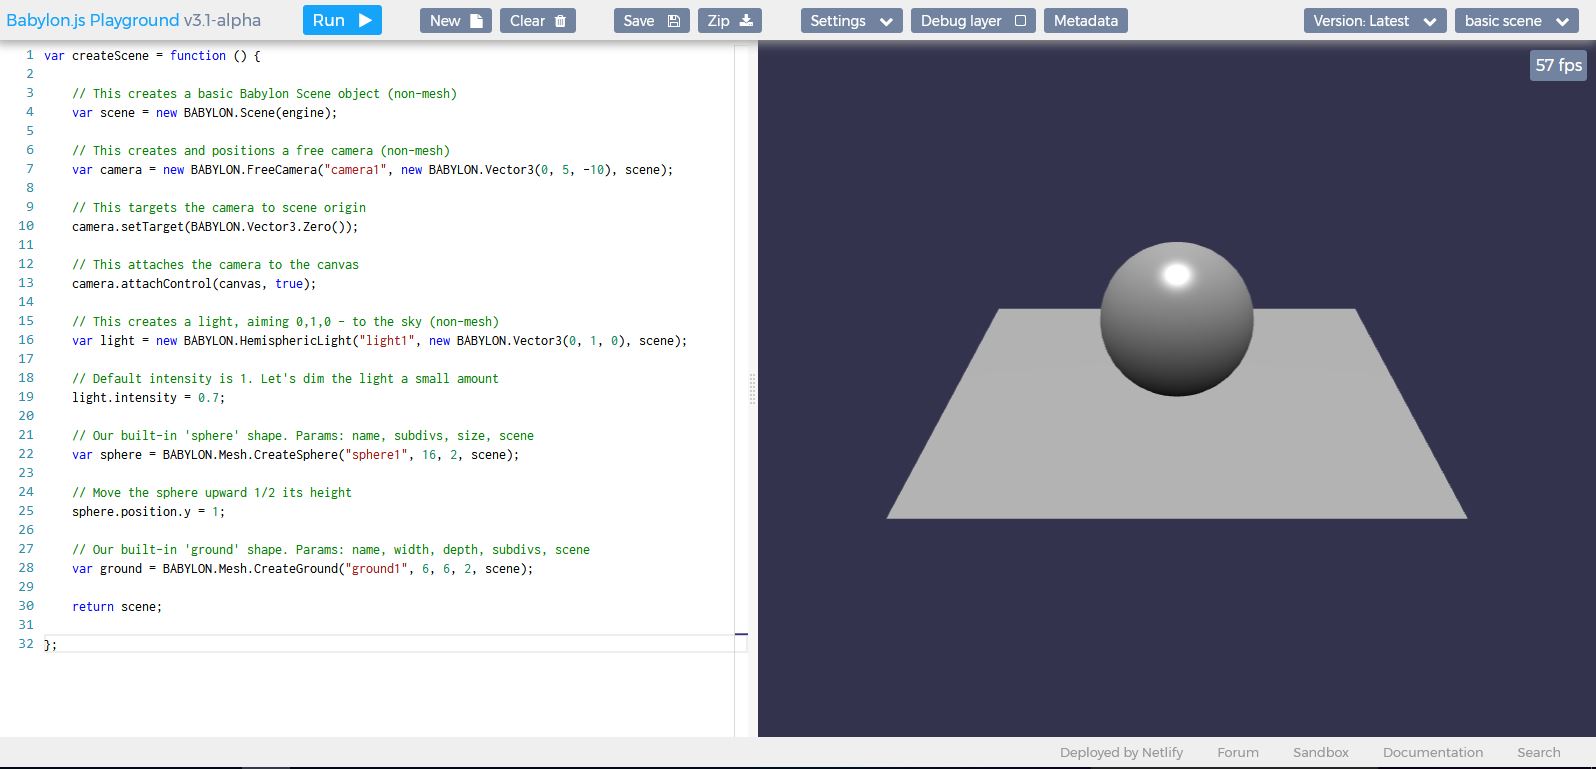 Babylon.js Playground v3.1-alpha Run New Clear Save Zip Settings Debug layer Metadata Version: Latest basic scene
1 var createScene = function () {
2
3 // This creates a basic Babylon Scene object (non-mesh)
4 var scene = new BABYLON.Scene(engine);
5
6 // This creates and positions a free camera (non-mesh)
7 var camera = new BABYLON.FreeCamera("camera1", new BABYLON.Vector3(0, 5, -10), scene);
8
9 // This targets the camera to scene origin
10 camera.setTarget(BABYLON.Vector3.Zero());
11
12 // This attaches the camera to the canvas
13 camera.attachControl(canvas, true);
14
15 // This creates a light, aiming 0,1,0 - to the sky (non-mesh)
16 var light = new BABYLON.HemisphericLight("light1", new BABYLON.Vector3(0, 1, 0), scene);
17
18 // Default intensity is 1. Let's dim the light a small amount
19 light.intensity = 0.7;
20
21 // Our built-in 'sphere' shape. Params: name, subdivs, size, scene
22 var sphere = BABYLON.Mesh.CreateSphere("sphere1", 16, 2, scene);
23
24 // Move the sphere upward 1/2 its height
25 sphere.position.y = 1;
26
27 // Our built-in 'ground' shape. Params: name, width, depth, subdivs, scene
28 var ground = BABYLON.Mesh.CreateGround("ground1", 6, 6, 2, scene);
29
30 return scene;
31
32 };
57 fps
Deployed by Netlify Forum Sandbox Documentation Search